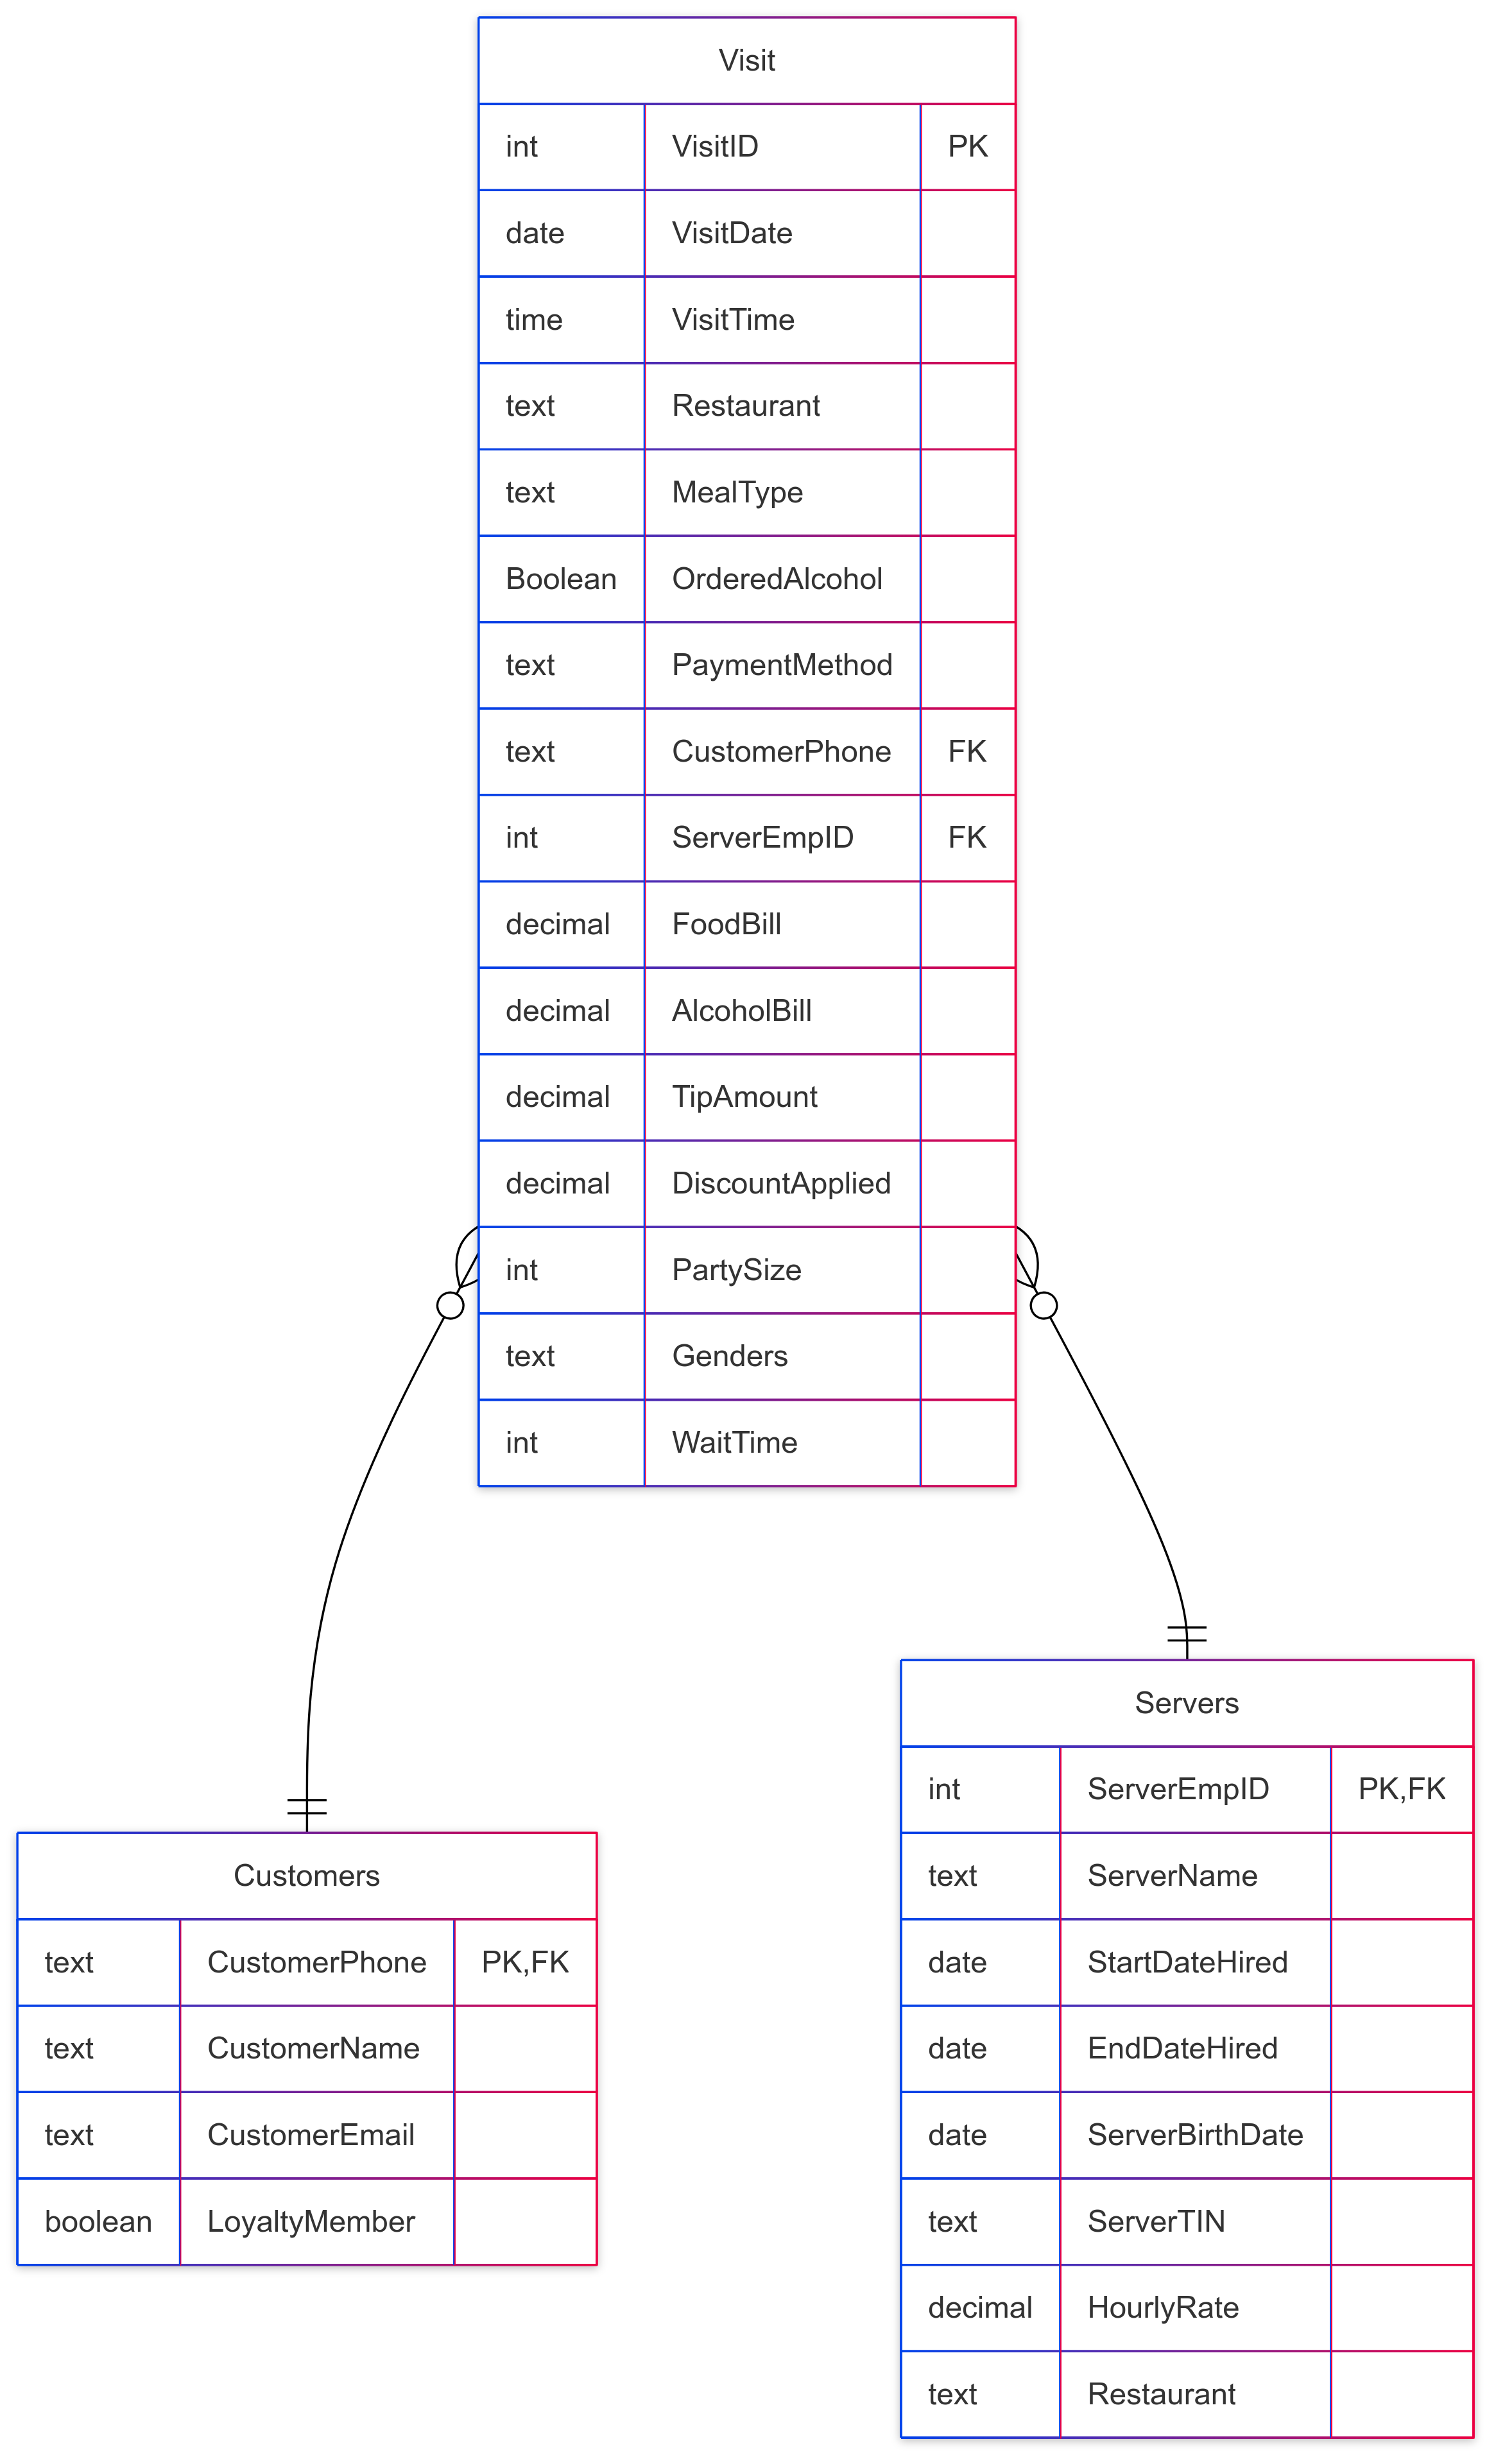 Visit
int VisitID PK
date VisitDate
time VisitTime
text Restaurant
text MealType
Boolean OrderedAlcohol
text PaymentMethod
text CustomerPhone FK
int ServerEmpID FK
decimal FoodBill
decimal AlcoholBill
decimal TipAmount
decimal DiscountApplied
int PartySize
text Genders
int WaitTime
Customers
text CustomerPhone PK,FK
text CustomerName
text CustomerEmail
boolean LoyaltyMember
Servers
int ServerEmpID PK,FK
text ServerName
date StartDateHired
date EndDateHired
date ServerBirthDate
text ServerTIN
decimal HourlyRate
text Restaurant